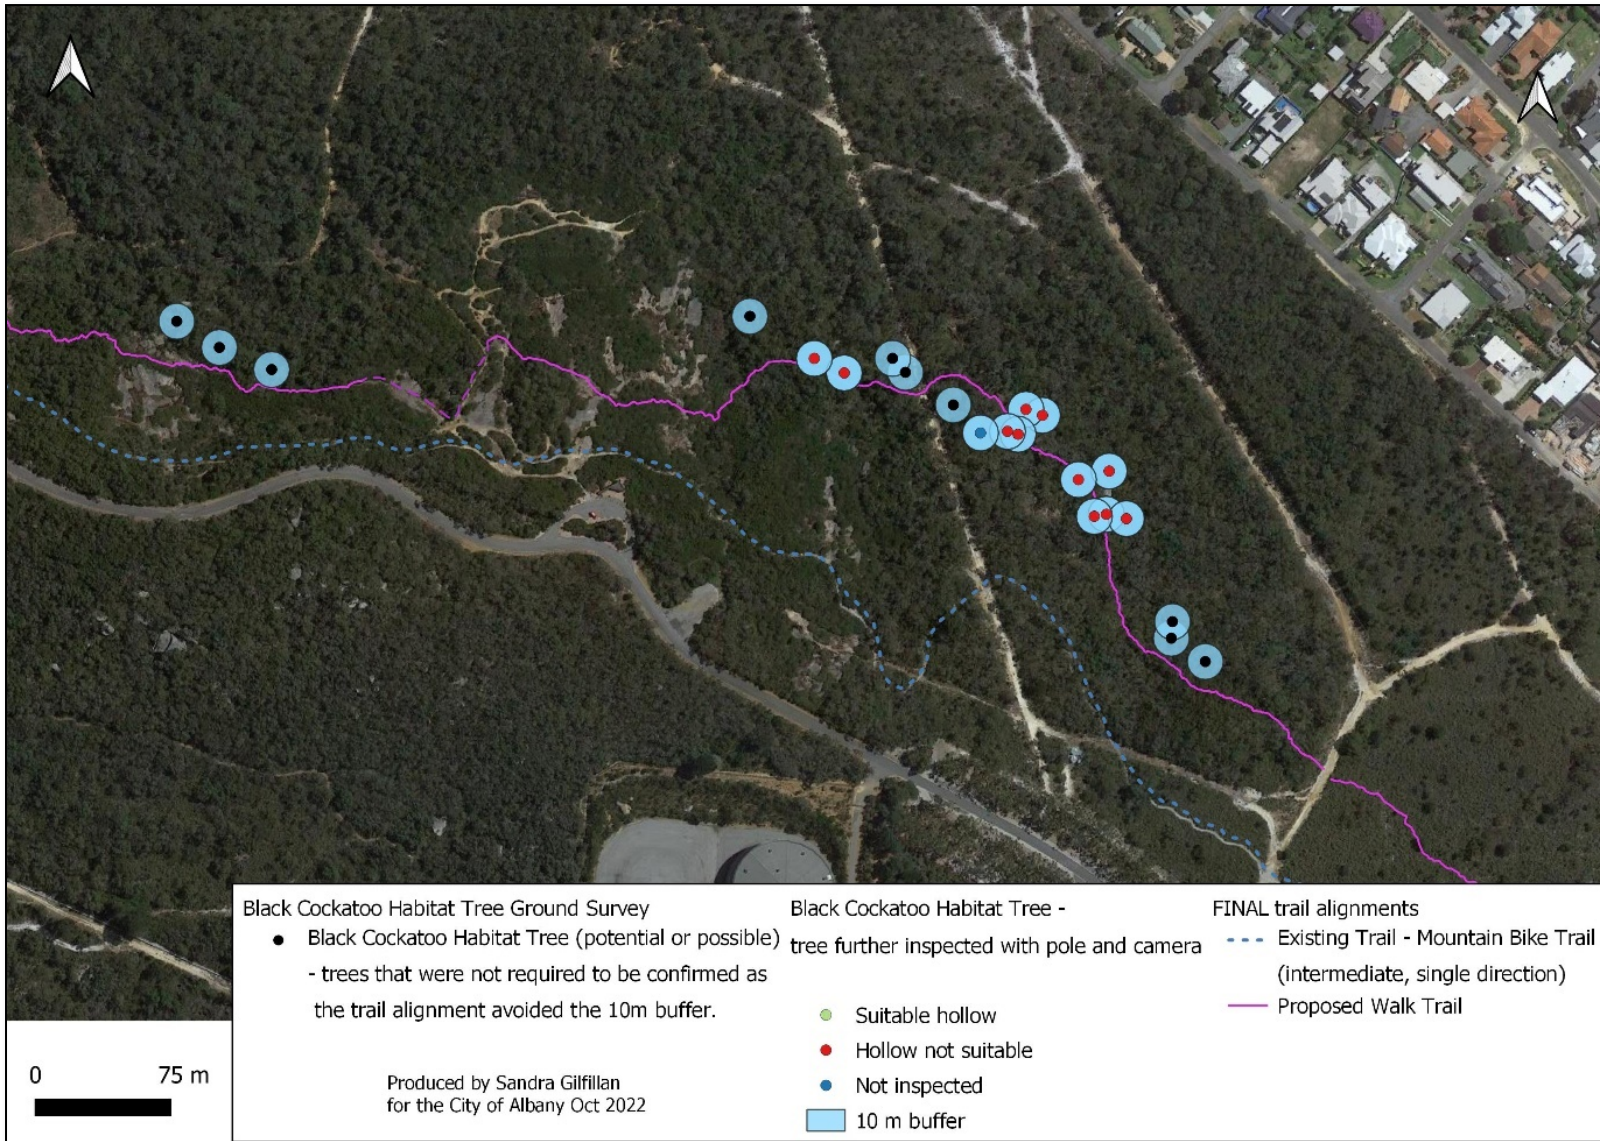 Black Cockatoo Habitat Tree Ground Survey
Black Cockatoo Habitat Tree (potential or possible)
- trees that were not required to be confirmed as
the trail alignment avoided the 10m buffer.
Produced by Sandra Gilfillan
for the City of Albany Oct 2022
Black Cockatoo Habitat Tree -
tree further inspected with pole and camera
Suitable hollow
Hollow not suitable
Not inspected
10 m buffer
FINAL trail alignments
Existing Trail - Mountain Bike Trail
(intermediate, single direction)
Proposed Walk Trail
0 75 m